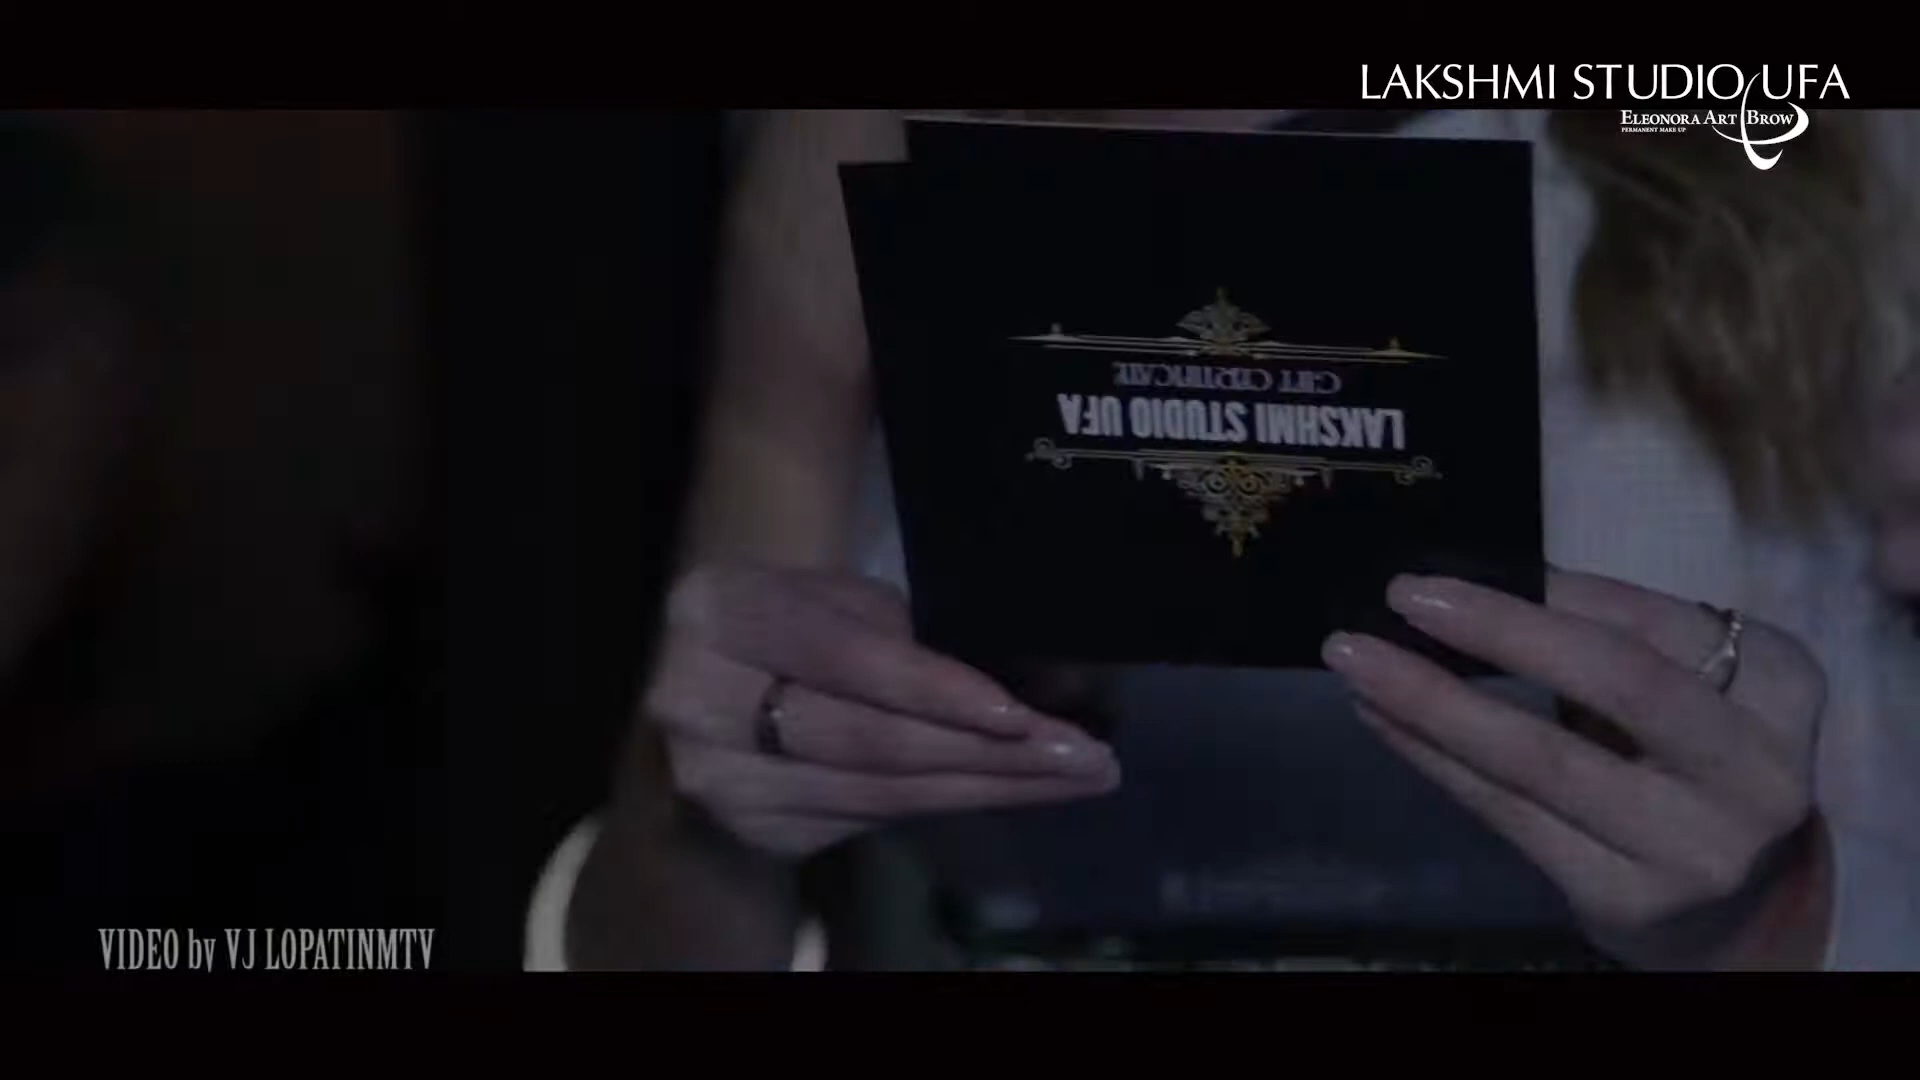 LAKSHMI STUDIO UFA
ELEONORA ART BROW
PERMANENT MAKE UP
LAKSHMI STUDIO UFA
GIFT CERTIFICATE
VIDEO by VJ LOPATINMTV